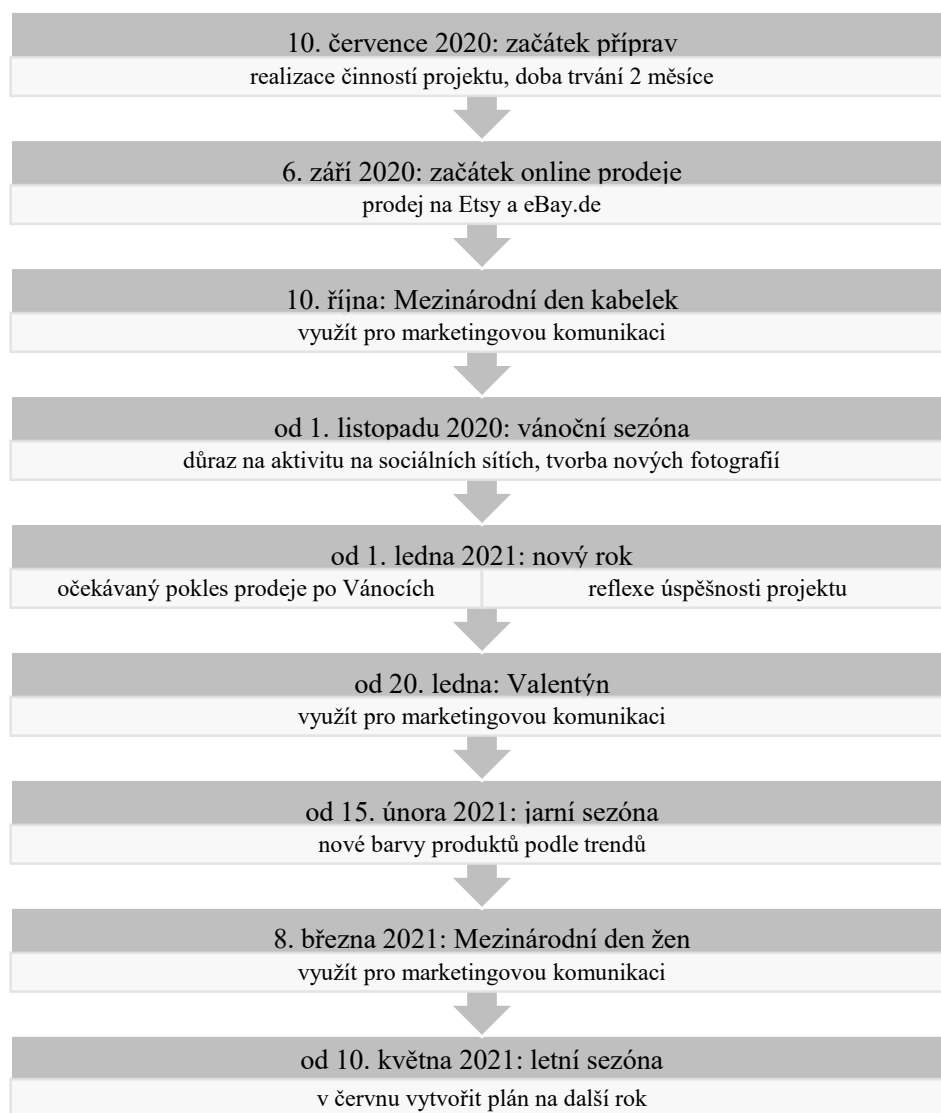 10. července 2020: začátek příprav
realizace činností projektu, doba trvání 2 měsíce
6. září 2020: začátek online prodeje
prodej na Etsy a eBay.de
10. října: Mezinárodní den kabelek
využít pro marketingovou komunikaci
od 1. listopadu 2020: vánoční sezóna
důraz na aktivitu na sociálních sítích, tvorba nových fotografií
od 1. ledna 2021: nový rok
očekávaný pokles prodeje po Vánocích
reflexe úspěšnosti projektu
od 20. ledna: Valentýn
využít pro marketingovou komunikaci
od 15. února 2021: jarní sezóna
nové barvy produktů podle trendů
8. března 2021: Mezinárodní den žen
využít pro marketingovou komunikaci
od 10. května 2021: letní sezóna
v červnu vytvořit plán na další rok